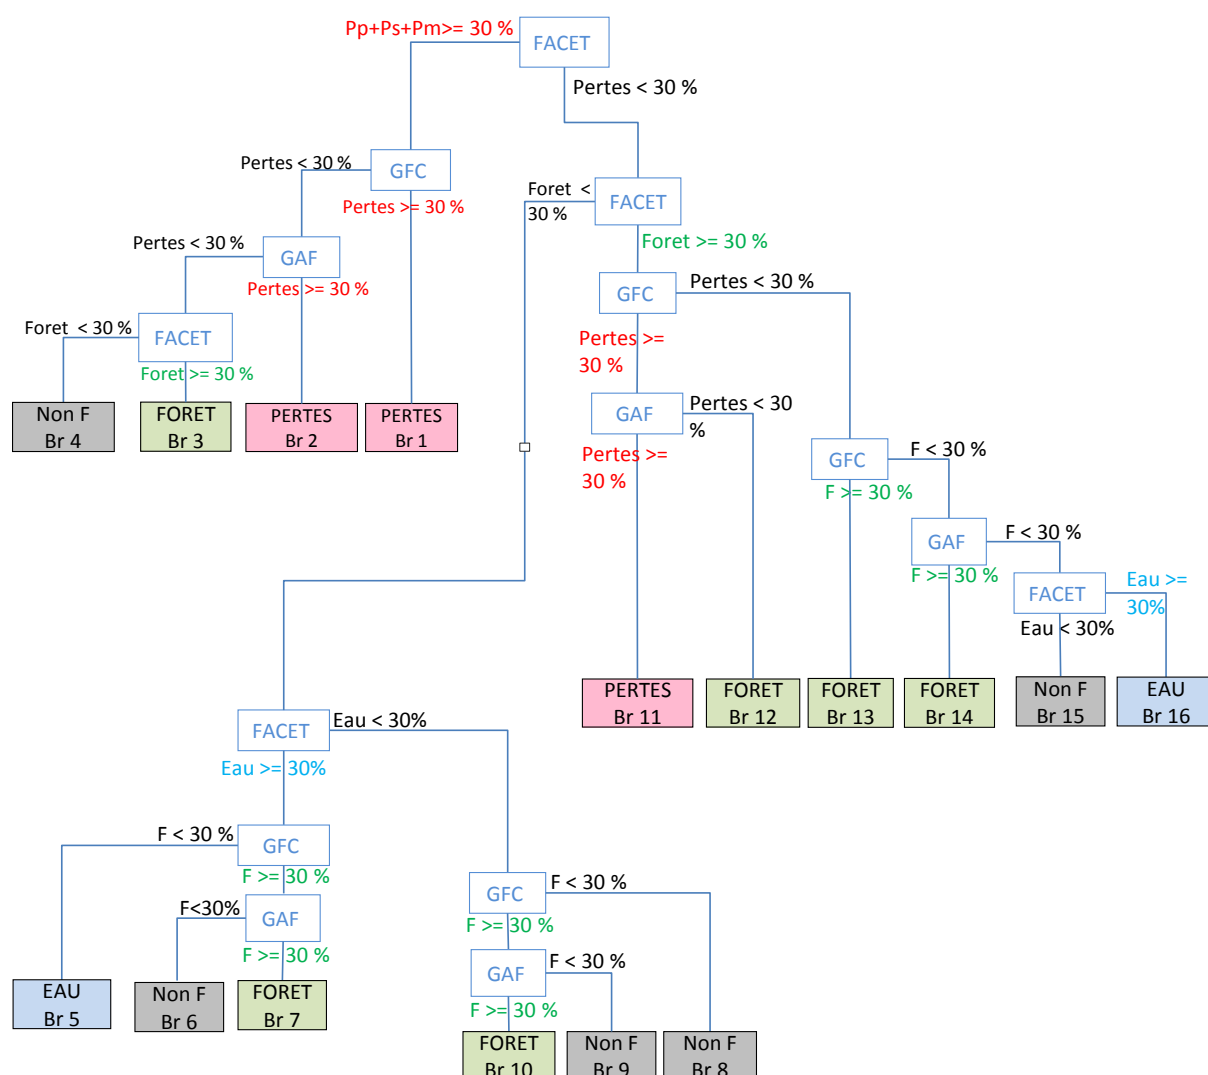 Pp+Ps+Pm>= 30 %
FACET
Pertes < 30 %
Pertes < 30 %
GFC
Pertes >= 30 %
Foret <
30 %
FACET
Foret >= 30 %
Pertes < 30 %
GAF
Pertes >= 30 %
GFC
Pertes < 30 %
Foret < 30 %
FACET
Foret >= 30 %
Pertes >=
30 %
Non F
Br 4
FORET
Br 3
PERTES
Br 2
PERTES
Br 1
GAF
Pertes < 30
%
Pertes >=
30 %
GFC
F < 30 %
F >= 30 %
GAF
F < 30 %
F >= 30 %
FACET
Eau >=
30%
Eau < 30%
PERTES
Br 11
FORET
Br 12
FORET
Br 13
FORET
Br 14
Non F
Br 15
EAU
Br 16
FACET
Eau < 30%
Eau >= 30%
F < 30 %
GFC
F >= 30 %
F<30%
GAF
F >= 30 %
GFC
F < 30 %
F >= 30 %
GAF
F < 30 %
F >= 30 %
EAU
Br 5
Non F
Br 6
FORET
Br 7
FORET
Br 10
Non F
Br 9
Non F
Br 8